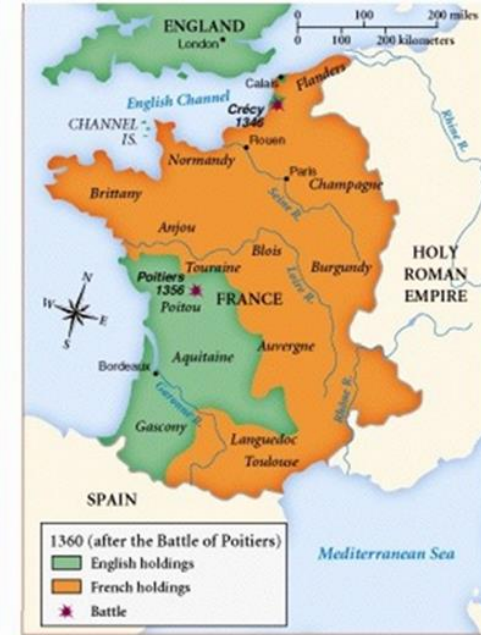 ENGLAND
London
0 100 200 miles
0 100 200 kilometers
Calais
Flanders
English Channel
Crécy
1346
CHANNEL
IS.
Rhine R.
Rouen
Normandy
Paris
Champagne
Seine R.
Brittany
Anjou
Blois
HOLY
ROMAN
EMPIRE
Touraine
Burgundy
Loire R.
Poitiers
1356
FRANCE
Poitou
N
W
E
S
Aquitaine
Auvergne
Bordeaux
Garonne R.
Rhône R.
Gascony
Languedoc
Toulouse
SPAIN
Mediterranean Sea
1360 (after the Battle of Poitiers)
English holdings
French holdings
Battle